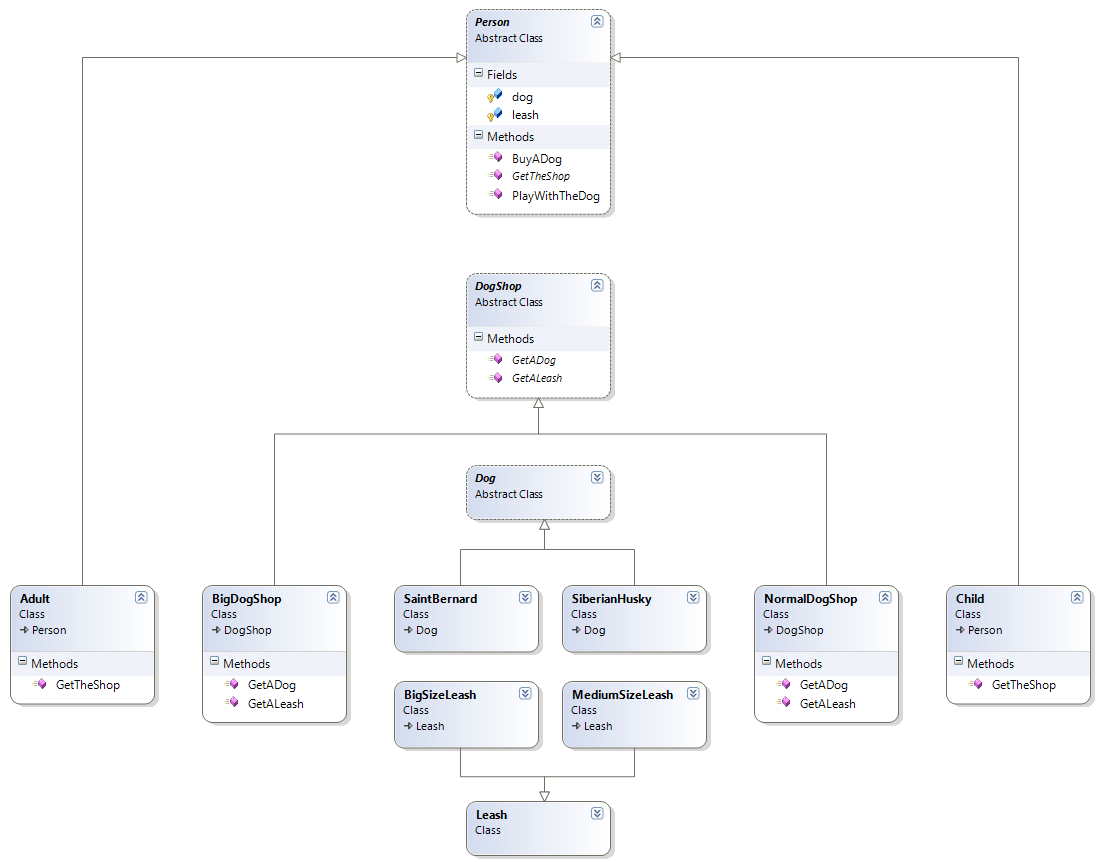 Person
Abstract Class
Fields
dog
leash
Methods
BuyADog
GetTheShop
PlayWithTheDog
DogShop
Abstract Class
Methods
GetADog
GetALeash
Dog
Abstract Class
Adult
Class
Person
Methods
GetTheShop
BigDogShop
Class
DogShop
Methods
GetADog
GetALeash
SaintBernard
Class
Dog
SiberianHusky
Class
Dog
NormalDogShop
Class
DogShop
Methods
GetADog
GetALeash
Child
Class
Person
Methods
GetTheShop
BigSizeLeash
Class
Leash
MediumSizeLeash
Class
Leash
Leash
Class